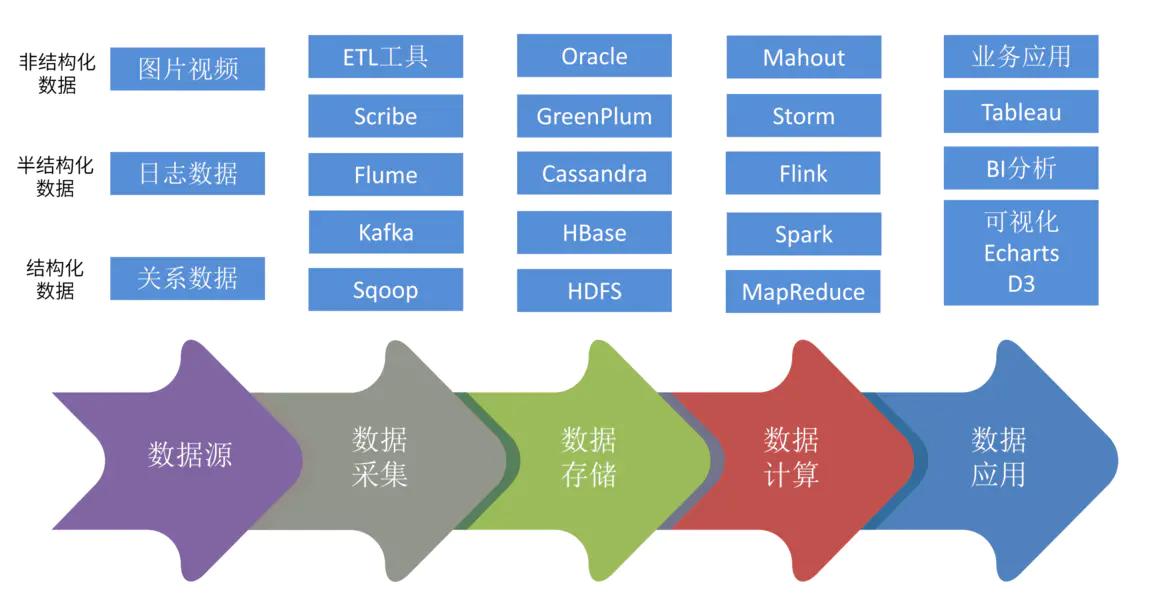 非结构化
数据
图片视频
半结构化
数据
日志数据
结构化
数据
关系数据
ETL工具
Scribe
Flume
Kafka
Sqoop
Oracle
GreenPlum
Cassandra
HBase
HDFS
Mahout
Storm
Flink
Spark
MapReduce
业务应用
Tableau
BI分析
可视化
Echarts
D3
数据源
数据
采集
数据
存储
数据
计算
数据
应用